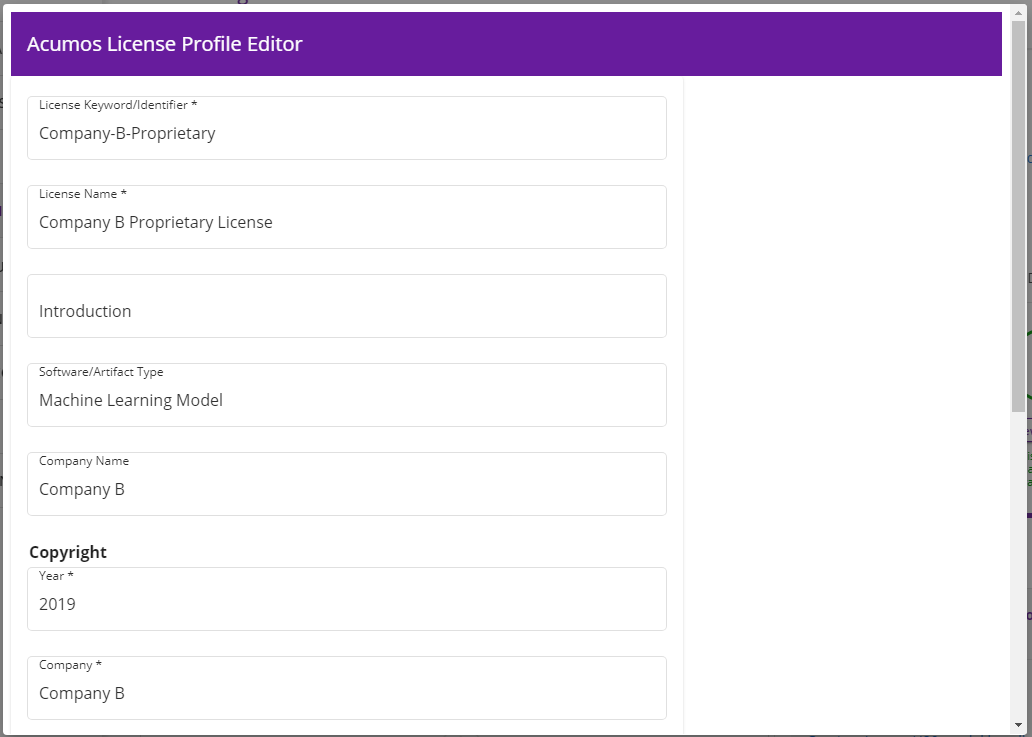 Acumos License Profile Editor
License Keyword/Identifier *
Company-B-Proprietary
License Name *
Company B Proprietary License
Introduction
Software/Artifact Type
Machine Learning Model
Company Name
Company B
Copyright
Year *
2019
Company *
Company B